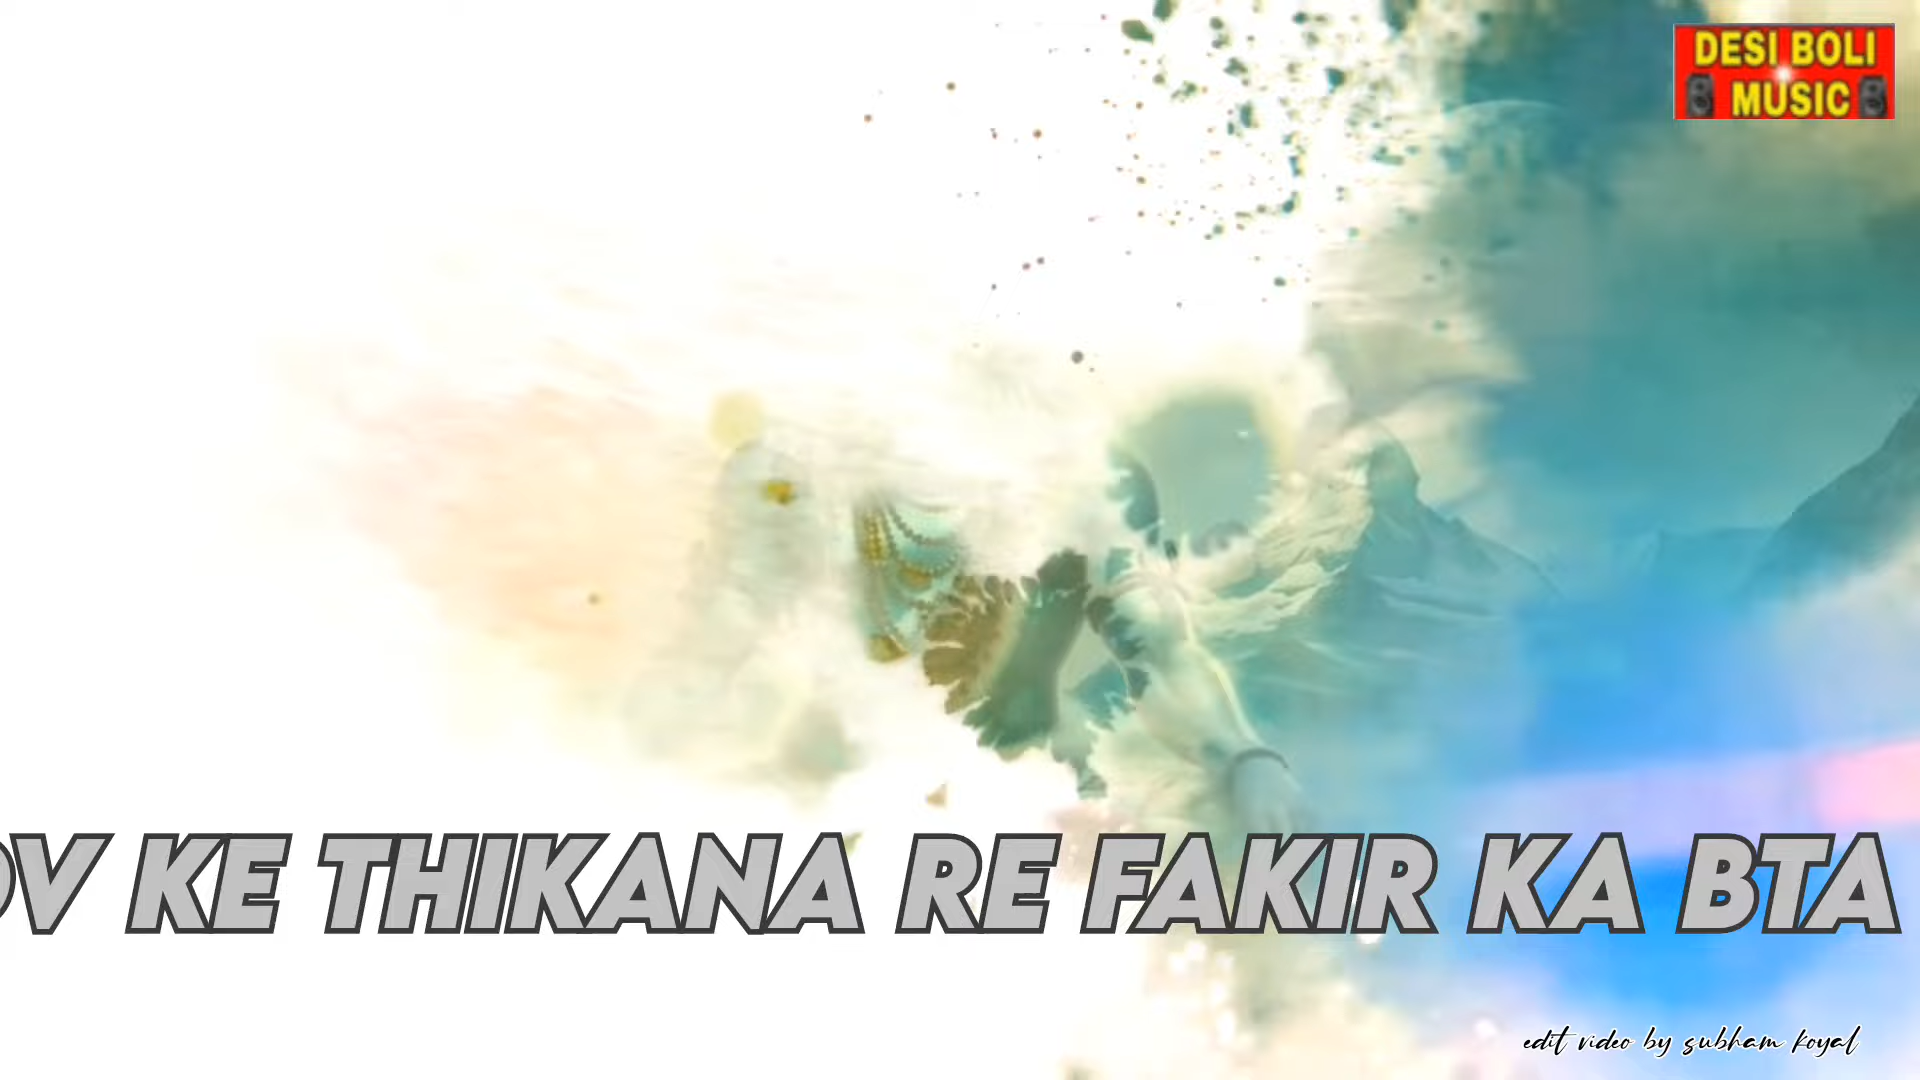 DESI BOLI
MUSIC
KE THIKANA RE FAKIR KA BTA
edit video by subham koyal